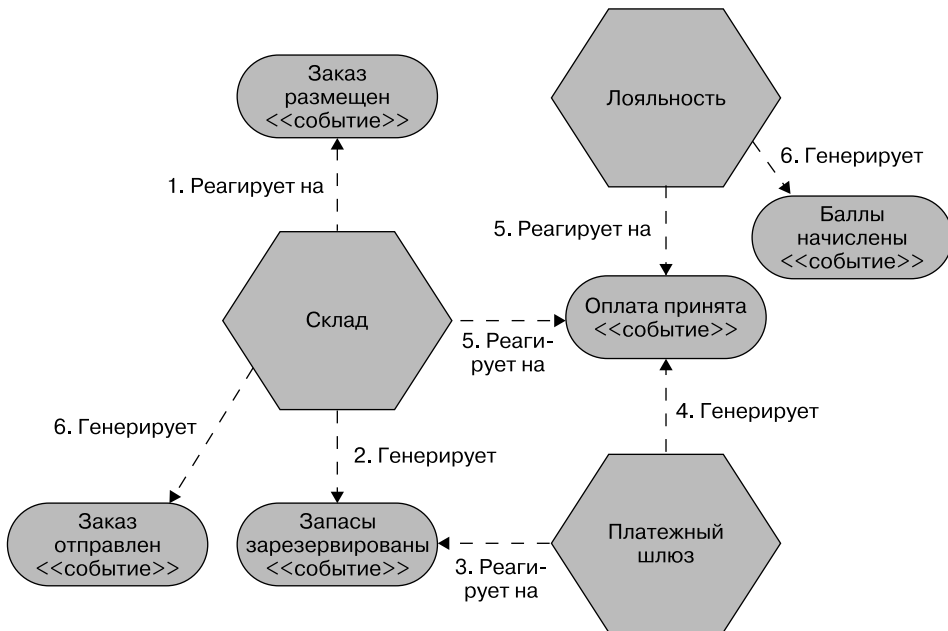 Заказ
размещен
<<событие>>
Лояльность
6. Генерирует
1. Реагирует на
Баллы
начислены
<<событие>>
5. Реагирует на
Склад
Оплата принята
<<событие>>
5. Реаги-
рует на
6. Генерирует
4. Генерирует
2. Генерирует
Заказ
отправлен
<<событие>>
Запасы
зарезервированы
<<событие>>
3. Реаги-
рует на
Платежный
шлюз